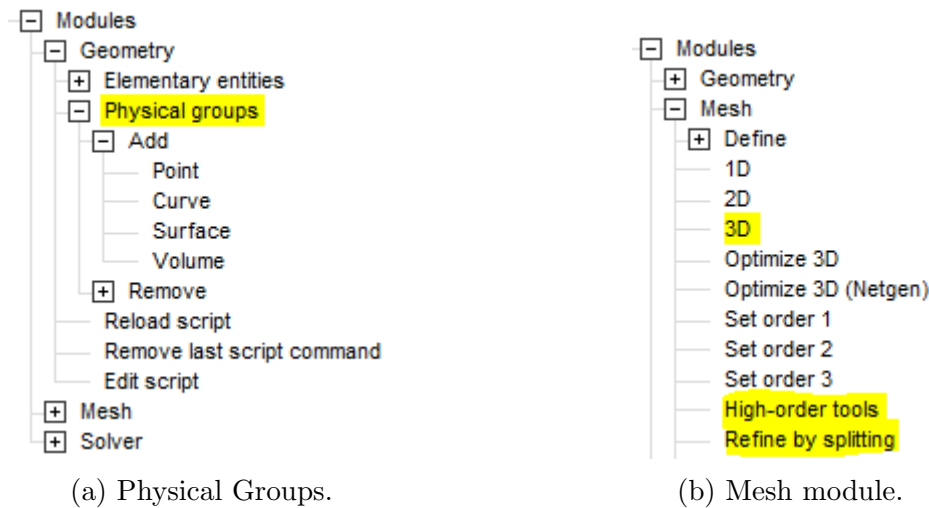 Modules
Geometry
Elementary entities
Physical groups
Add
Point
Curve
Surface
Volume
Remove
Reload script
Remove last script command
Edit script
Mesh
Solver
(a) Physical Groups.
Modules
Geometry
Mesh
Define
1D
2D
3D
Optimize 3D
Optimize 3D (Netgen)
Set order 1
Set order 2
Set order 3
High-order tools
Refine by splitting
(b) Mesh module.